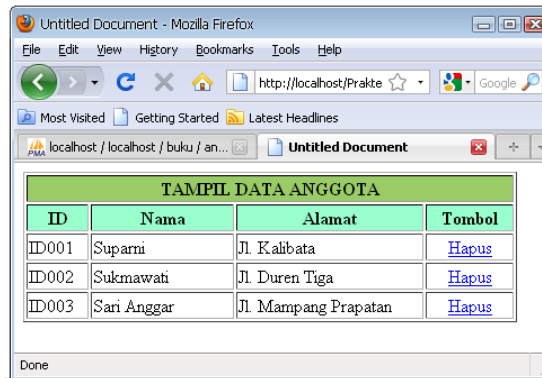 Untitled Document - Mozilla Firefox
File Edit View History Bookmarks Tools Help
http://localhost/Prakte Google
Most Visited Getting Started Latest Headlines
PMA localhost / localhost / buku / an... Untitled Document
TAMPIL DATA ANGGOTA
ID Nama Alamat Tombol
ID001 Suparni Jl. Kalibata Hapus
ID002 Sukmawati Jl. Duren Tiga Hapus
ID003 Sari Anggar Jl. Mampang Prapatan Hapus
Done